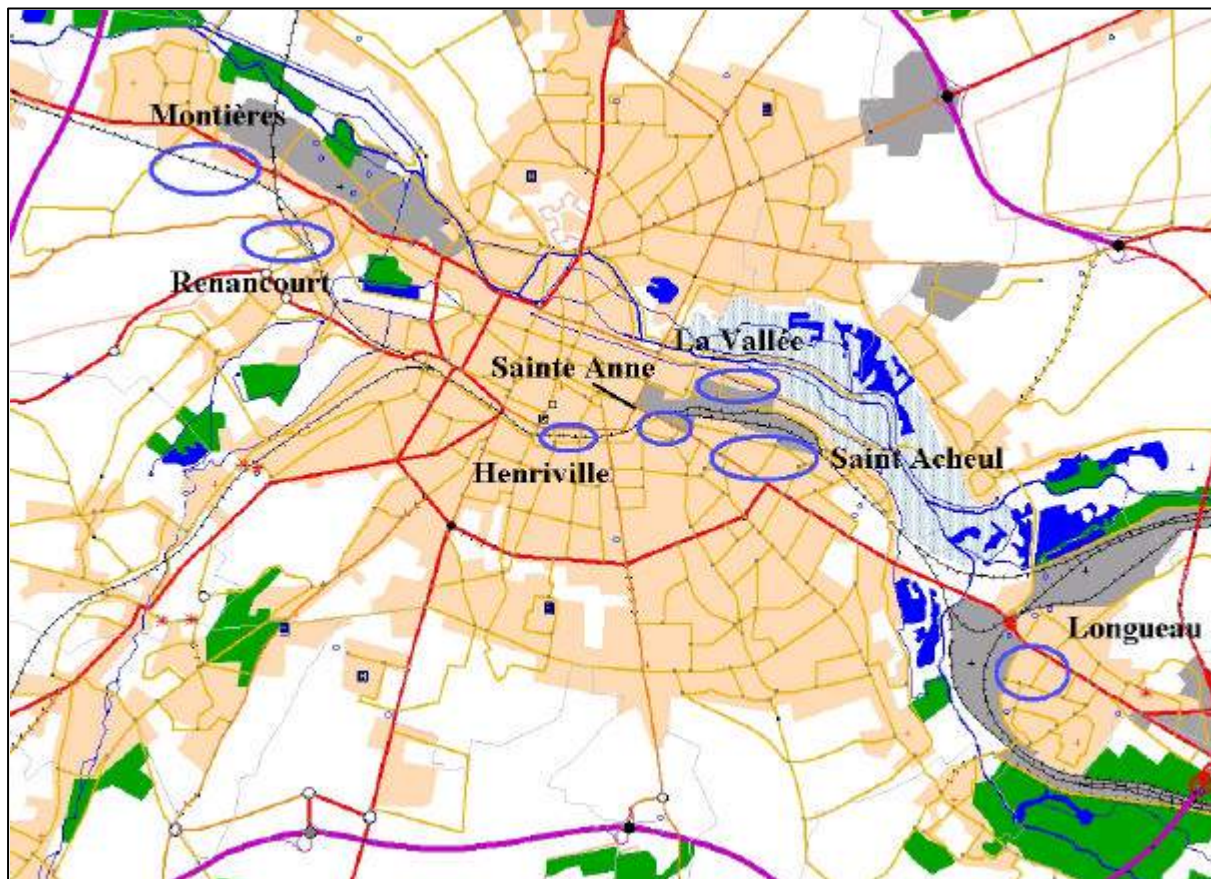 Montières
Renancourt
La Vallée
Sainte Anne
Henriville
Saint Acheul
Longueau